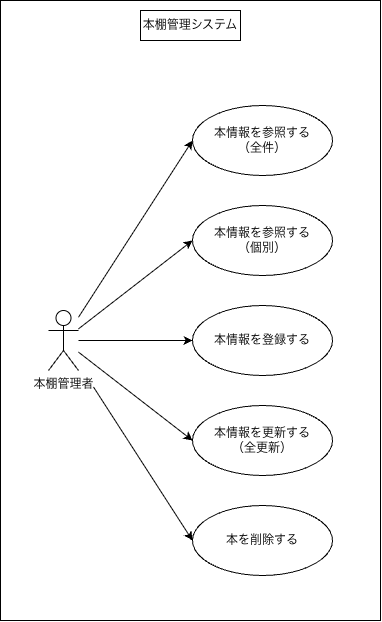 本棚管理システム
本情報を参照する
（全件）
本情報を参照する
（個別）
本情報を登録する
本棚管理者
本情報を更新する
（全更新）
本を削除する